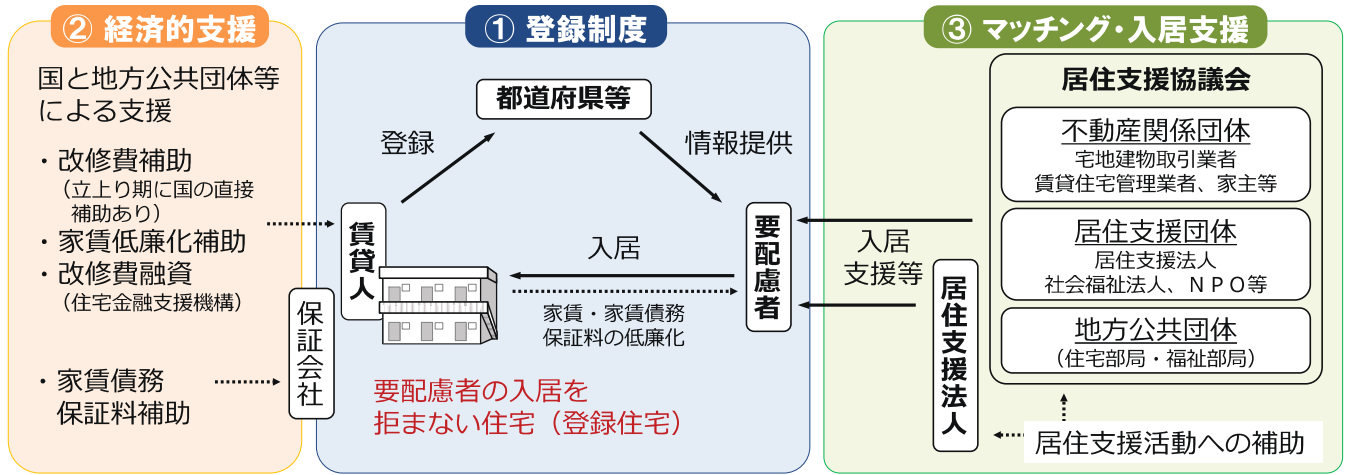 ② 経済的支援
国と地方公共団体等
による支援
・改修費補助
（立上り期に国の直接
補助あり）
・家賃低廉化補助
・改修費融資
（住宅金融支援機構）
・家賃債務
保証料補助
保証会社
① 登録制度
都道府県等
登録
情報提供
賃貸人
要配慮者
入居
家賃・家賃債務
保証料の低廉化
要配慮者の入居を
拒まない住宅（登録住宅）
③ マッチング・入居支援
居住支援協議会
不動産関係団体
宅地建物取引業者
賃貸住宅管理業者、家主等
居住支援団体
居住支援法人
社会福祉法人、ＮＰＯ等
地方公共団体
（住宅部局・福祉部局）
入居
支援等
居住支援法人
居住支援活動への補助